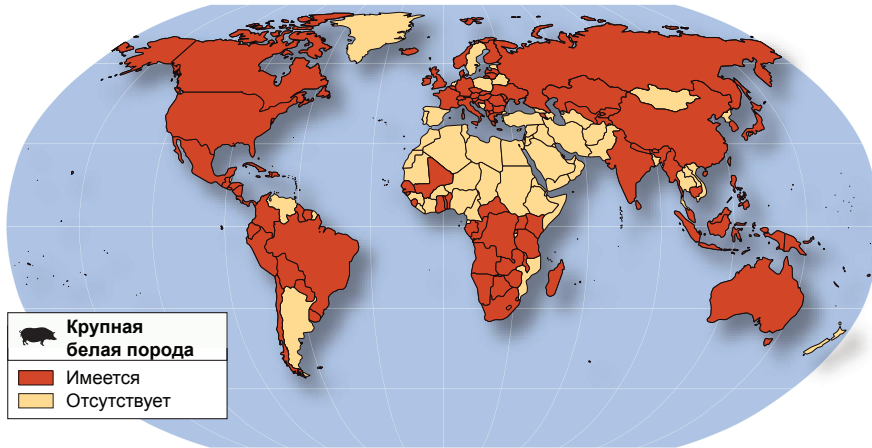 Крупная
белая порода
Имеется
Отсутствует